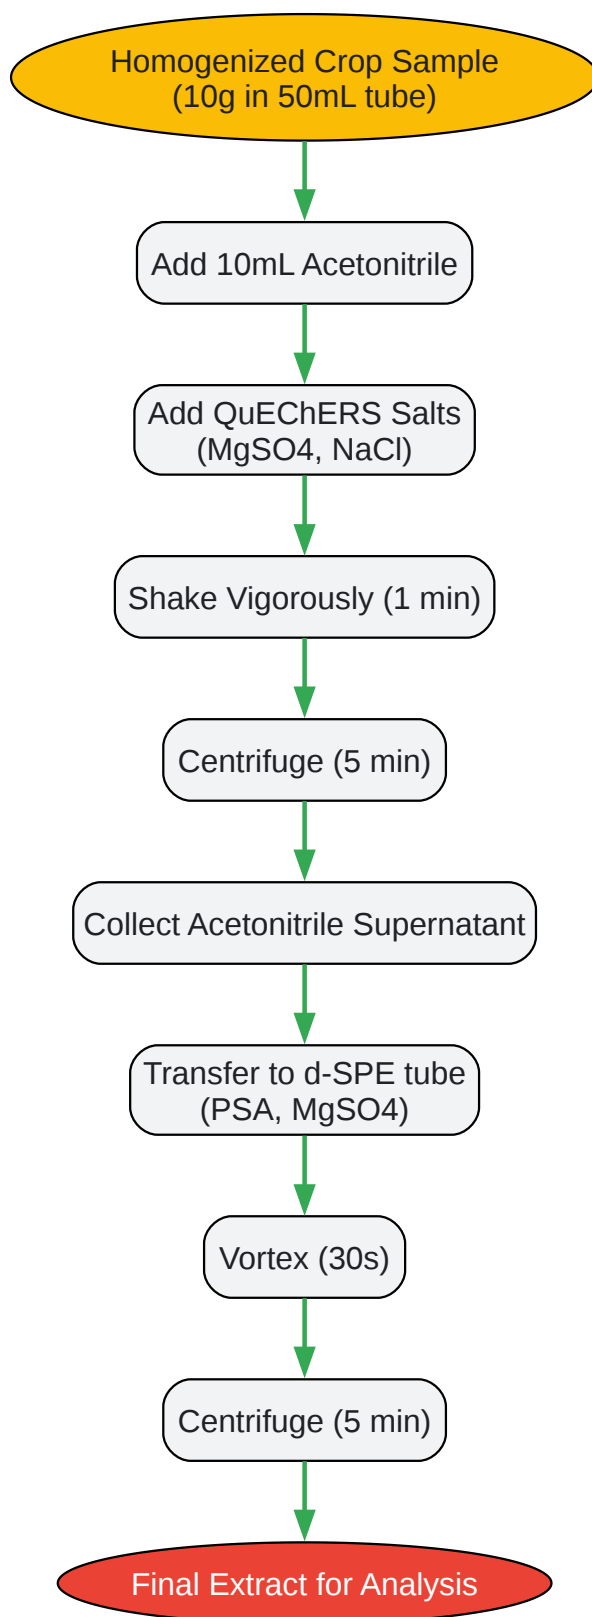 Homogenized Crop Sample
(10g in 50mL tube)
Add 10mL Acetonitrile
Add QuEChERS Salts
(MgSO4, NaCl)
Shake Vigorously (1 min)
Centrifuge (5 min)
Collect Acetonitrile Supernatant
Transfer to d-SPE tube
(PSA, MgSO4)
Vortex (30s)
Centrifuge (5 min)
Final Extract for Analysis